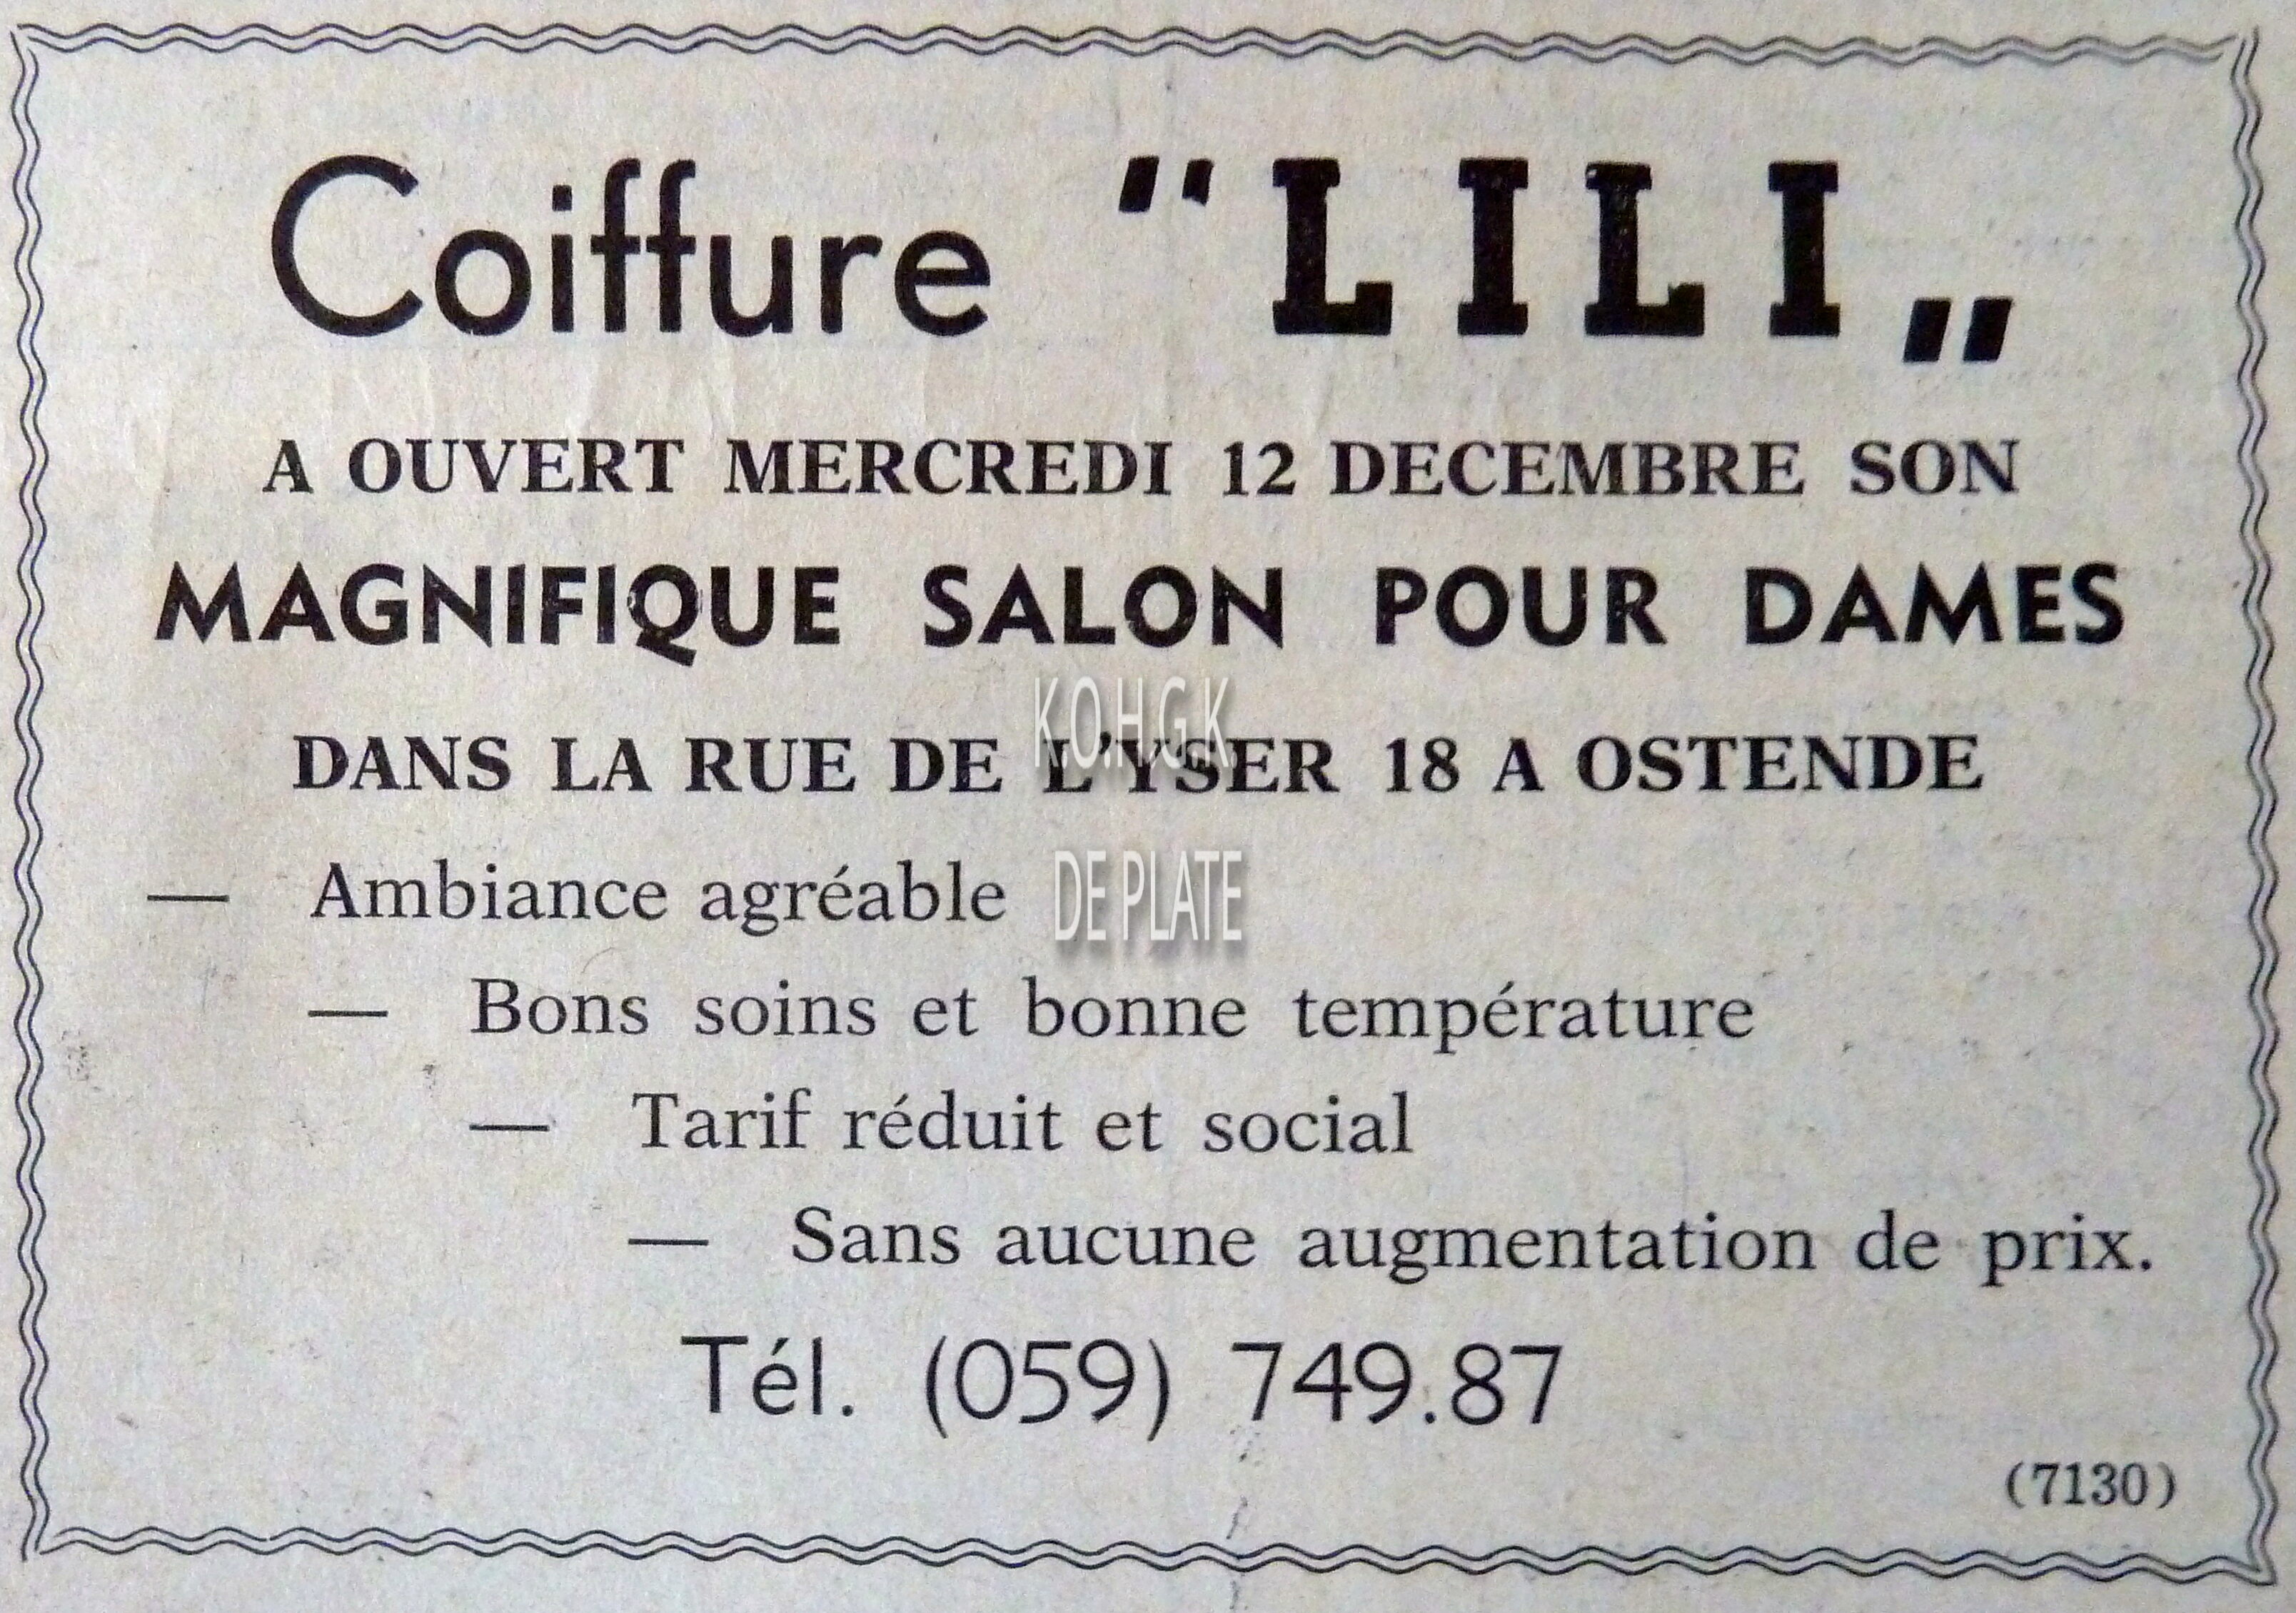 Coiffure "LILI„
A OUVERT MERCREDI 12 DECEMBRE SON
MAGNIFIQUE SALON POUR DAMES
K.O.H.G.K.
DANS LA RUE DE L'YSER 18 A OSTENDE
DE PLATE
— Ambiance agréable
— Bons soins et bonne température
— Tarif réduit et social
— Sans aucune augmentation de prix.
Tél. (059) 749.87
(7130)